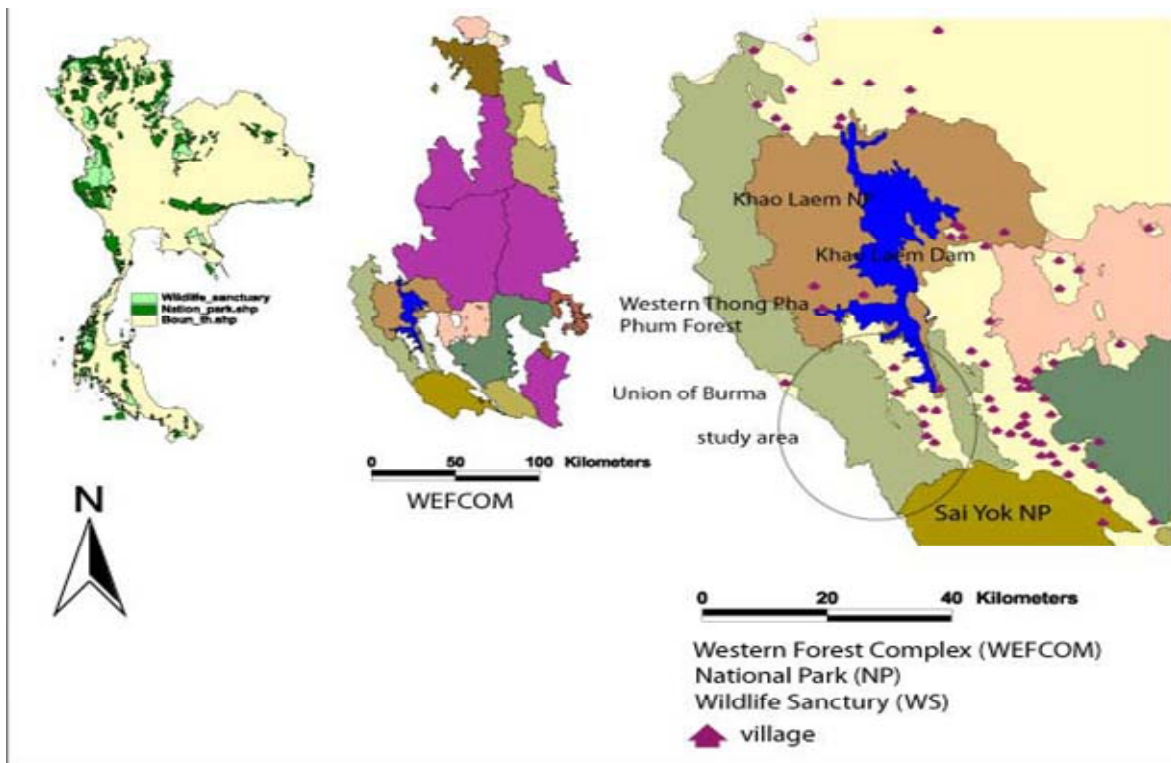 Wildlife_sanctuary
Nation_park.shp
Boun_th.shp
N
0 50 100 Kilometers
WEFCOM
Khao Laem NP
Khao Laem Dam
Western Thong Pha
Phum Forest
Union of Burma
study area
Sai Yok NP
0 20 40 Kilometers
Western Forest Complex (WEFCOM)
National Park (NP)
Wildlife Sanctury (WS)
village